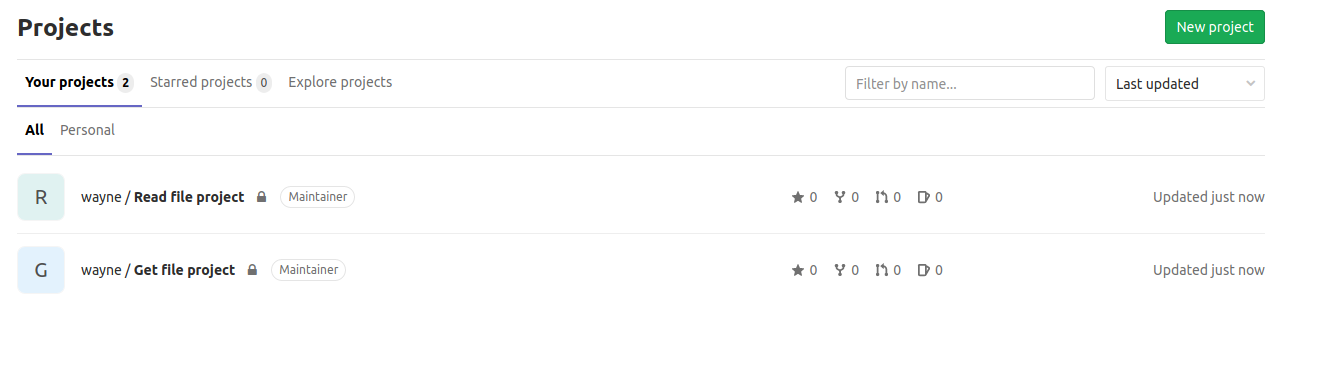 Projects
New project
Your projects 2 Starred projects 0 Explore projects
Filter by name... Last updated
All Personal
R wayne / Read file project Maintainer 0 0 0 0 Updated just now
G wayne / Get file project Maintainer 0 0 0 0 Updated just now